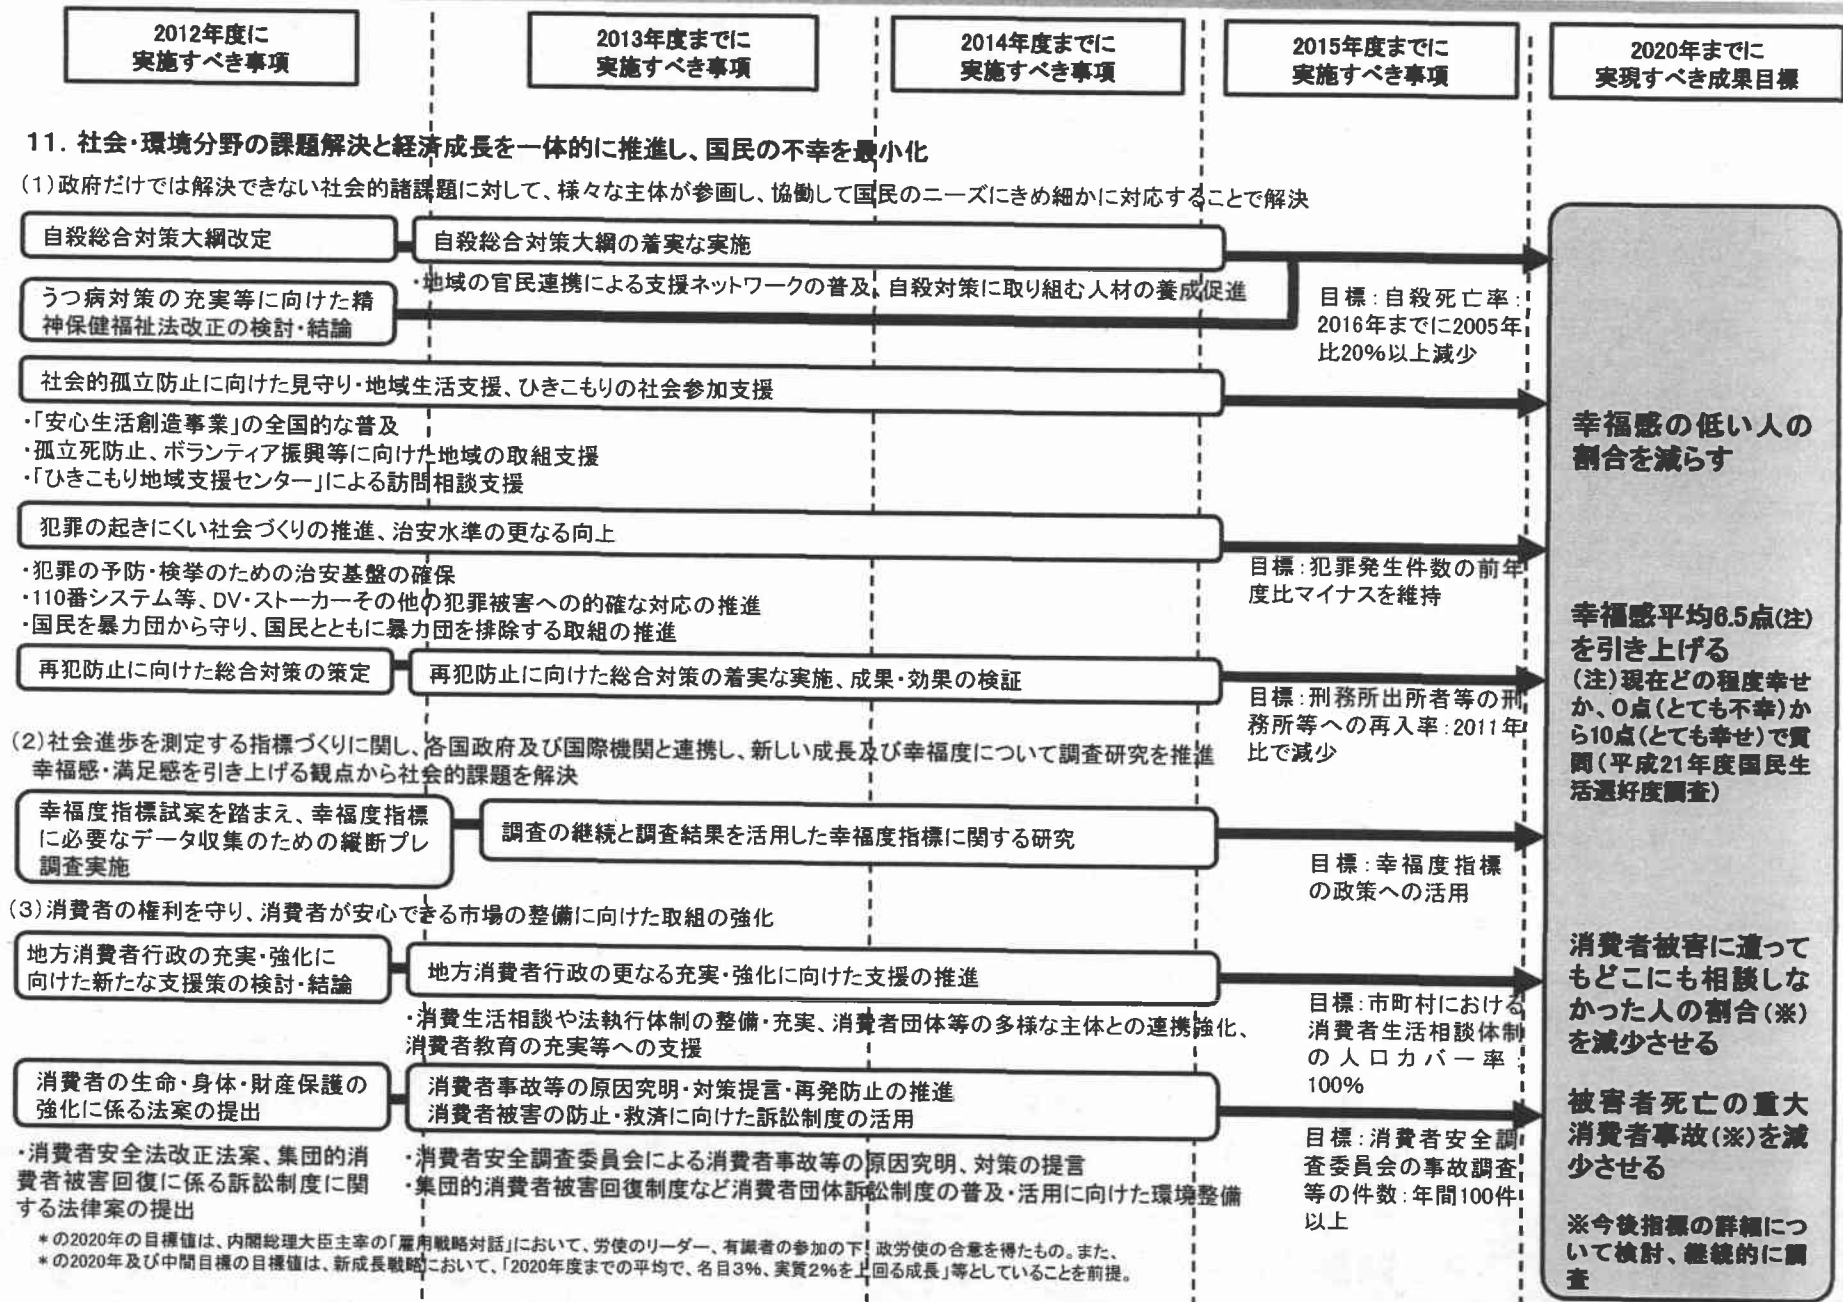 2012年度に
実施すべき事項
2013年度までに
実施すべき事項
2014年度までに
実施すべき事項
2015年度までに
実施すべき事項
2020年までに
実現すべき成果目標
11. 社会・環境分野の課題解決と経済成長を一体的に推進し、国民の不幸を最小化
(1)政府だけでは解決できない社会的諸課題に対して、様々な主体が参画し、協働して国民のニーズにきめ細かに対応することで解決
自殺総合対策大綱改定
自殺総合対策大綱の着実な実施
・地域の官民連携による支援ネットワークの普及、自殺対策に取り組む人材の養成促進
うつ病対策の充実等に向けた精
神保健福祉法改正の検討・結論
目標:自殺死亡率:
2016年までに2005年
比20%以上減少
社会的孤立防止に向けた見守り・地域生活支援、ひきこもりの社会参加支援
・「安心生活創造事業」の全国的な普及
・孤立死防止、ボランティア振興等に向けた地域の取組支援
・「ひきこもり地域支援センター」による訪問相談支援
犯罪の起きにくい社会づくりの推進、治安水準の更なる向上
・犯罪の予防・検挙のための治安基盤の確保
・110番システム等、DV・ストーカーその他の犯罪被害への的確な対応の推進
・国民を暴力団から守り、国民とともに暴力団を排除する取組の推進
目標:犯罪発生件数の前年
度比マイナスを維持
再犯防止に向けた総合対策の策定
再犯防止に向けた総合対策の着実な実施、成果・効果の検証
目標:刑務所出所者等の刑
務所等への再入率:2011年
比で減少
(2)社会進歩を測定する指標づくりに関し、各国政府及び国際機関と連携し、新しい成長及び幸福度について調査研究を推進
幸福感・満足感を引き上げる観点から社会的課題を解決
幸福度指標試案を踏まえ、幸福度指標
に必要なデータ収集のための縦断プレ
調査実施
調査の継続と調査結果を活用した幸福度指標に関する研究
目標:幸福度指標
の政策への活用
(3)消費者の権利を守り、消費者が安心できる市場の整備に向けた取組の強化
地方消費者行政の充実・強化に
向けた新たな支援策の検討・結論
地方消費者行政の更なる充実・強化に向けた支援の推進
・消費生活相談や法執行体制の整備・充実、消費者団体等の多様な主体との連携強化、
消費者教育の充実等への支援
目標:市町村における
消費者生活相談体制
の人口カバー率:
100%
消費者の生命・身体・財産保護の
強化に係る法案の提出
消費者事故等の原因究明・対策提言・再発防止の推進
消費者被害の防止・救済に向けた訴訟制度の活用
・消費者安全法改正法案、集団的消
費者被害回復に係る訴訟制度に関
する法律案の提出
・消費者安全調査委員会による消費者事故等の原因究明、対策の提言
・集団的消費者被害回復制度など消費者団体訴訟制度の普及・活用に向けた環境整備
目標:消費者安全調
査委員会の事故調査
等の件数:年間100件
以上
幸福感の低い人の
割合を減らす
幸福感平均6.5点(注)
を引き上げる
(注)現在どの程度幸せ
か、0点(とても不幸)か
ら10点(とても幸せ)で質
問(平成21年度国民生
活選好度調査)
消費者被害に遭って
もどこにも相談しな
かった人の割合(※)
を減少させる
被害者死亡の重大
消費者事故(※)を減
少させる
※今後指標の詳細につ
いて検討、継続的に調
査
*の2020年の目標値は、内閣総理大臣主宰の「雇用戦略対話」において、労使のリーダー、有識者の参加の下、政労使の合意を得たもの。また、
*の2020年及び中間目標の目標値は、新成長戦略において、「2020年度までの平均で、名目3%、実質2%を上回る成長」等としていることを前提。